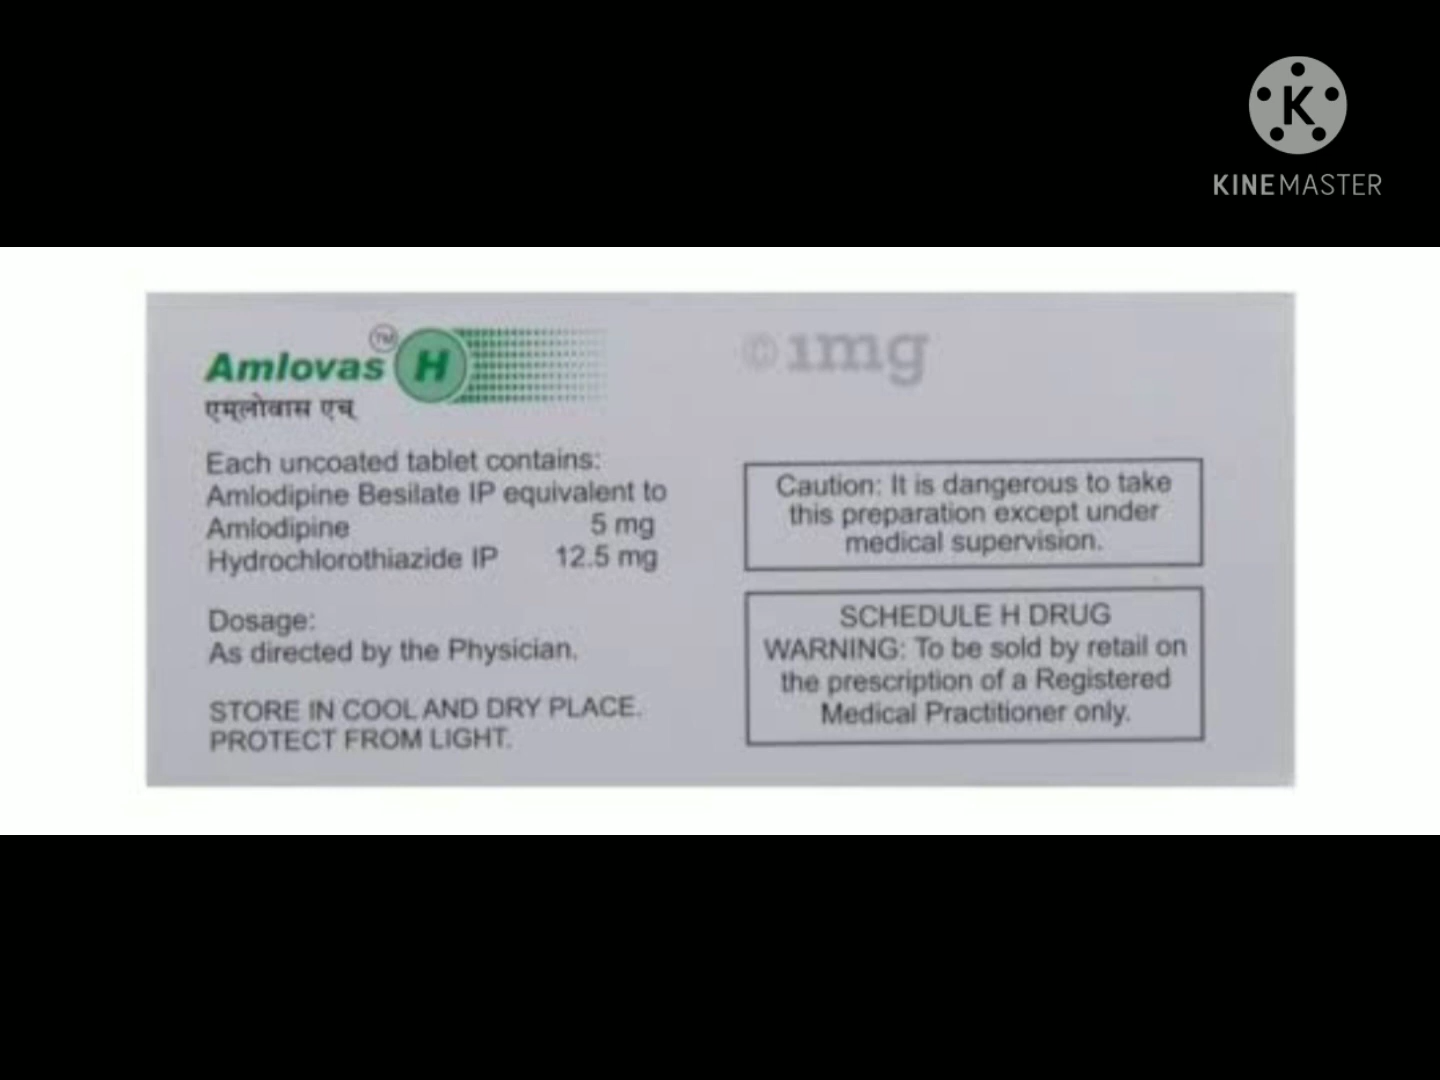 K
KINEMASTER
Amlovas H
TM
एम्लोवास एच्
© 1mg
Each uncoated tablet contains:
Amlodipine Besilate IP equivalent to
Amlodipine 5 mg
Hydrochlorothiazide IP 12.5 mg
Dosage:
As directed by the Physician.
STORE IN COOL AND DRY PLACE.
PROTECT FROM LIGHT.
Caution: It is dangerous to take
this preparation except under
medical supervision.
SCHEDULE H DRUG
WARNING: To be sold by retail on
the prescription of a Registered
Medical Practitioner only.